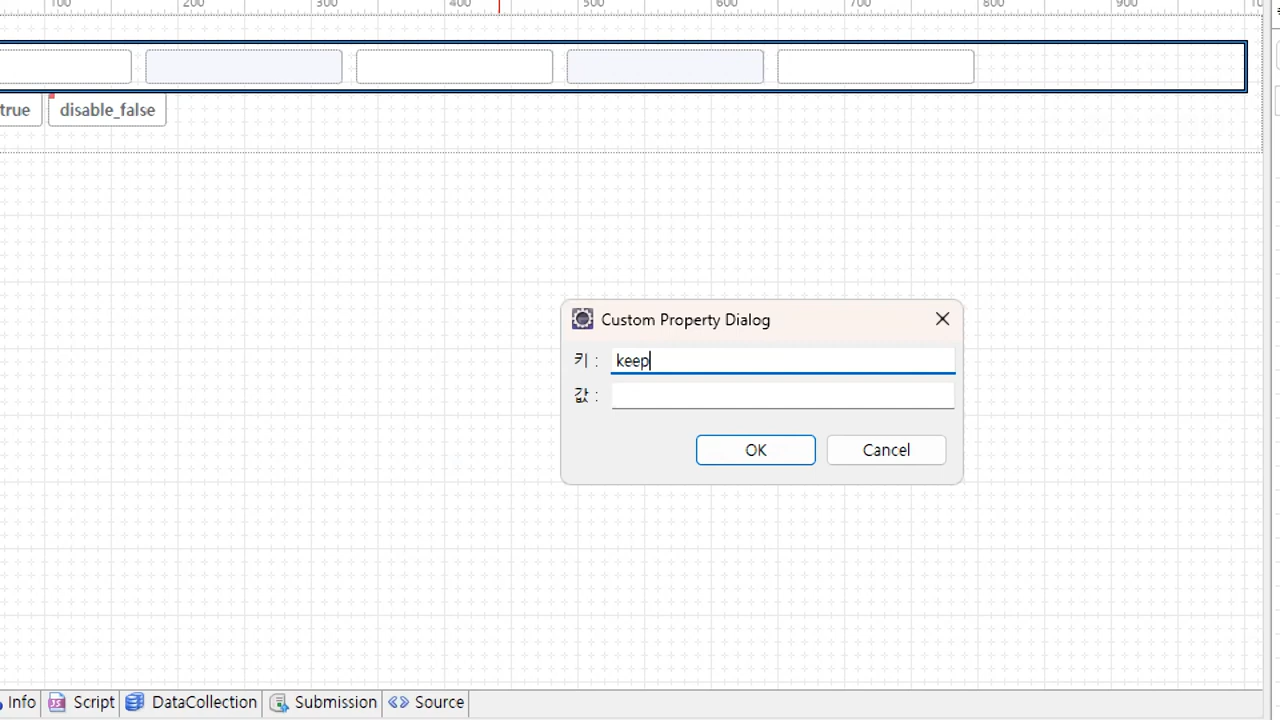 100 200 300 400 500 600 700 800 900
true disable_false
Custom Property Dialog
키 : keep
값 :
OK Cancel
Info Script DataCollection Submission Source